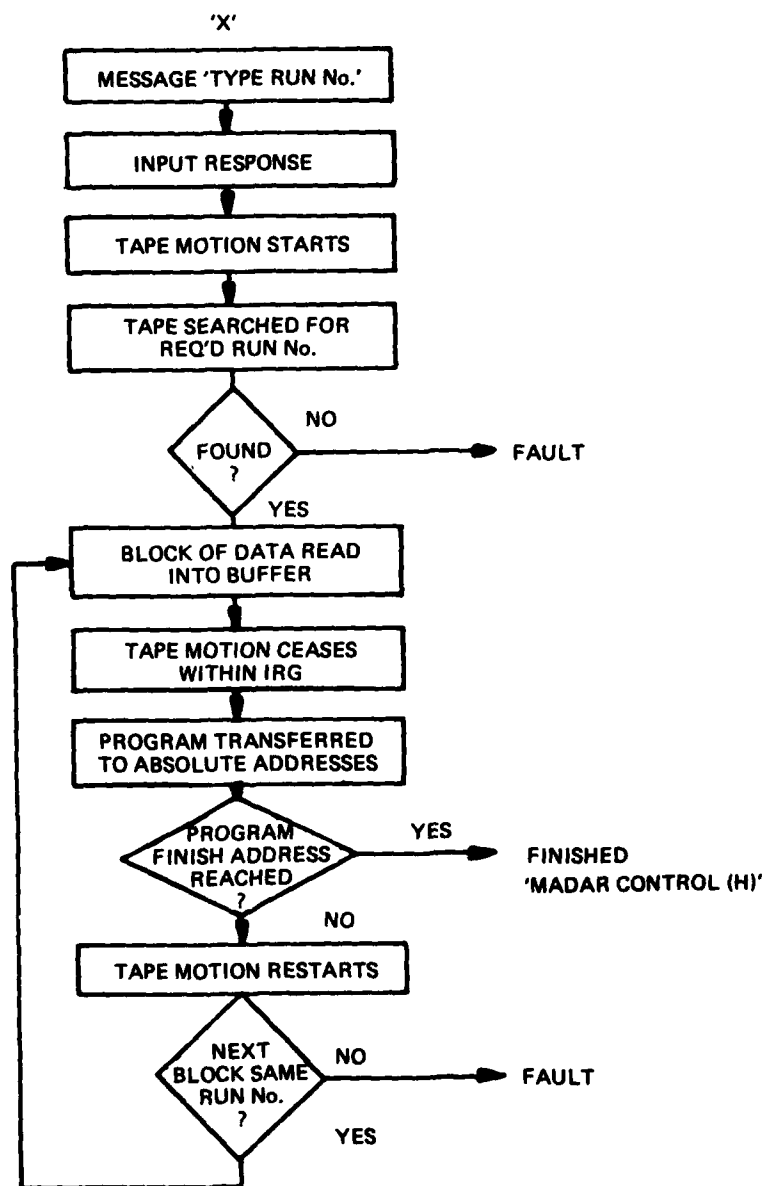 'X'
MESSAGE 'TYPE RUN No.'
INPUT RESPONSE
TAPE MOTION STARTS
TAPE SEARCHED FOR
REQ'D RUN No.
NO
FOUND
?
FAULT
YES
BLOCK OF DATA READ
INTO BUFFER
TAPE MOTION CEASES
WITHIN IRG
PROGRAM TRANSFERRED
TO ABSOLUTE ADDRESSES
PROGRAM
FINISH ADDRESS
REACHED
?
YES
FINISHED
'MADAR CONTROL (H)'
NO
TAPE MOTION RESTARTS
NEXT
BLOCK SAME
RUN No.
?
NO
FAULT
YES